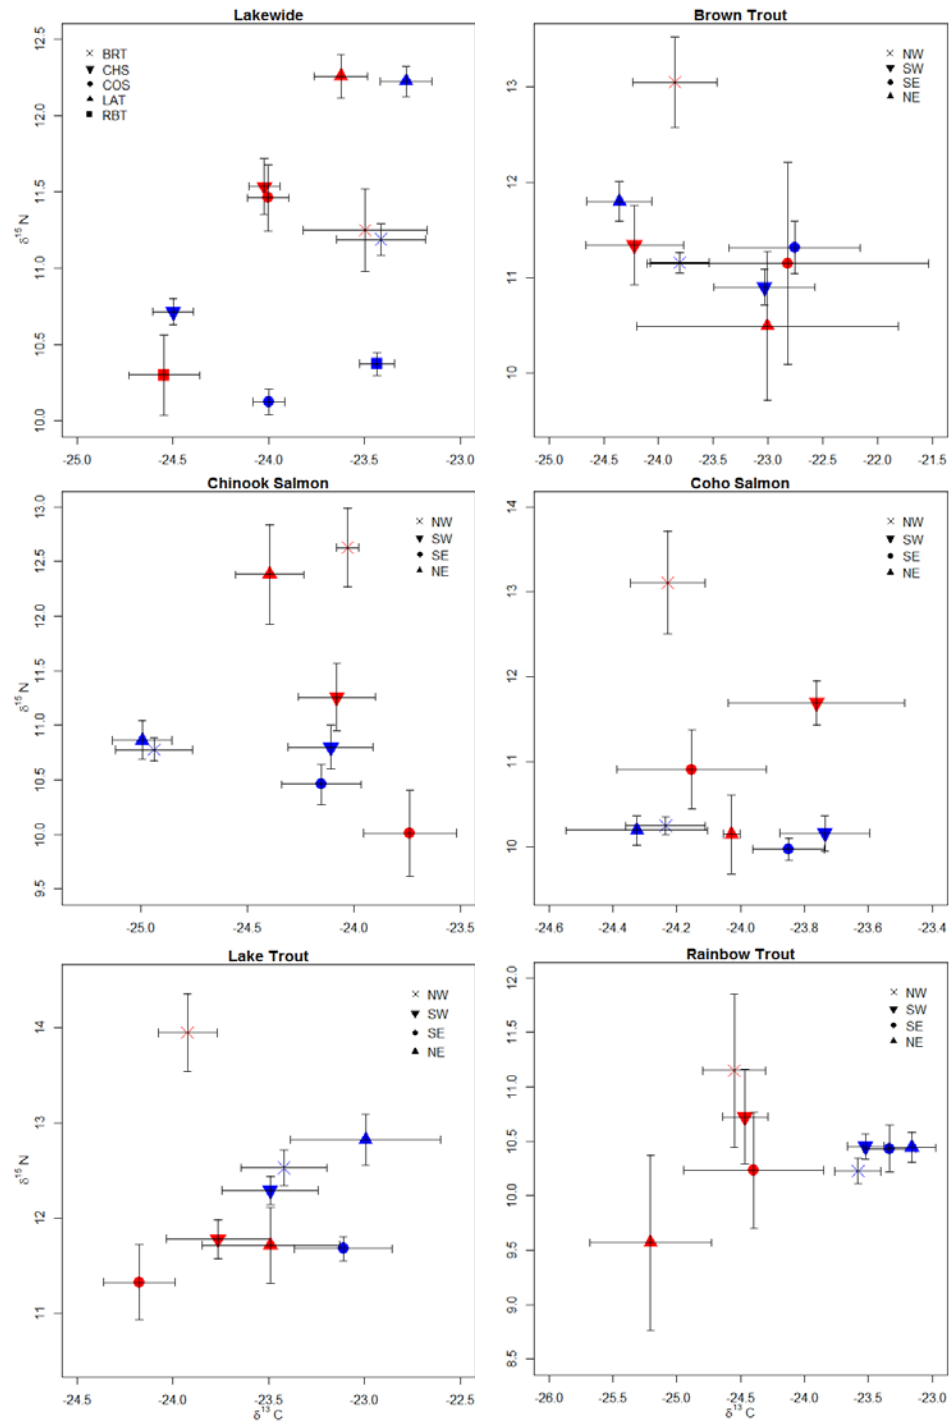 Lakewide
12.5
12.0
11.5
11.0
10.5
10.0
δ15 N
BRT
CHS
COS
LAT
RBT
-25.0 -24.5 -24.0 -23.5 -23.0
Brown Trout
13
12
11
10
NW
SW
SE
NE
-25.0 -24.5 -24.0 -23.5 -23.0 -22.5 -22.0 -21.5
Chinook Salmon
13.0
12.5
12.0
11.5
11.0
10.5
10.0
9.5
δ15 N
NW
SW
SE
NE
-25.0 -24.5 -24.0 -23.5
Coho Salmon
14
13
12
11
10
NW
SW
SE
NE
-24.6 -24.4 -24.2 -24.0 -23.8 -23.6 -23.4
Lake Trout
14
13
12
11
δ15 N
NW
SW
SE
NE
-24.5 -24.0 -23.5 -23.0 -22.5
δ13 C
Rainbow Trout
12.0
11.5
11.0
10.5
10.0
9.5
9.0
8.5
NW
SW
SE
NE
-26.0 -25.5 -25.0 -24.5 -24.0 -23.5 -23.0
δ13 C